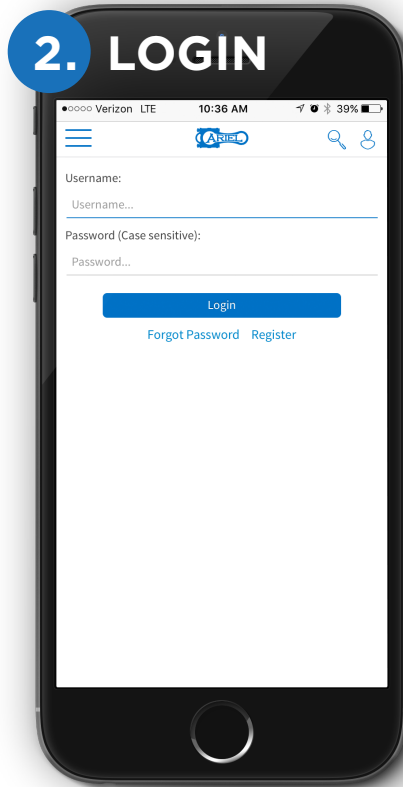 2. LOGIN
Verizon LTE 10:36 AM 39%
ARIEL
Username:
Username...
Password (Case sensitive):
Password...
Login
Forgot Password Register